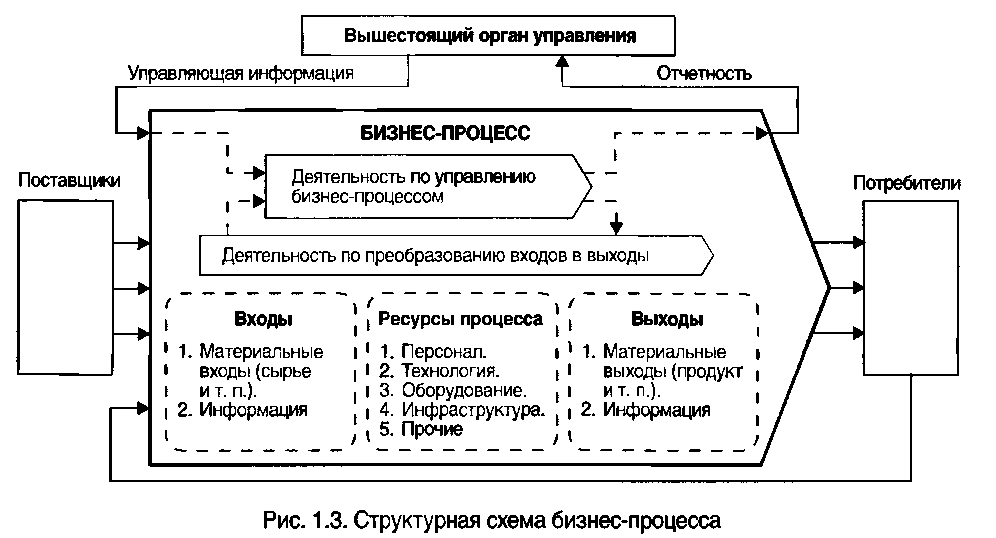 Вышестоящий орган управления
Управляющая информация
Отчетность
БИЗНЕС-ПРОЦЕСС
Поставщики
Деятельность по управлению
бизнес-процессом
Потребители
Деятельность по преобразованию входов в выходы
Входы
1. Материальные
входы (сырье
и т. п.).
2. Информация
Ресурсы процесса
1. Персонал.
2. Технология.
3. Оборудование.
4. Инфраструктура.
5. Прочие
Выходы
1. Материальные
выходы (продукт
и т. п.).
2. Информация
Рис. 1.3. Структурная схема бизнес-процесса